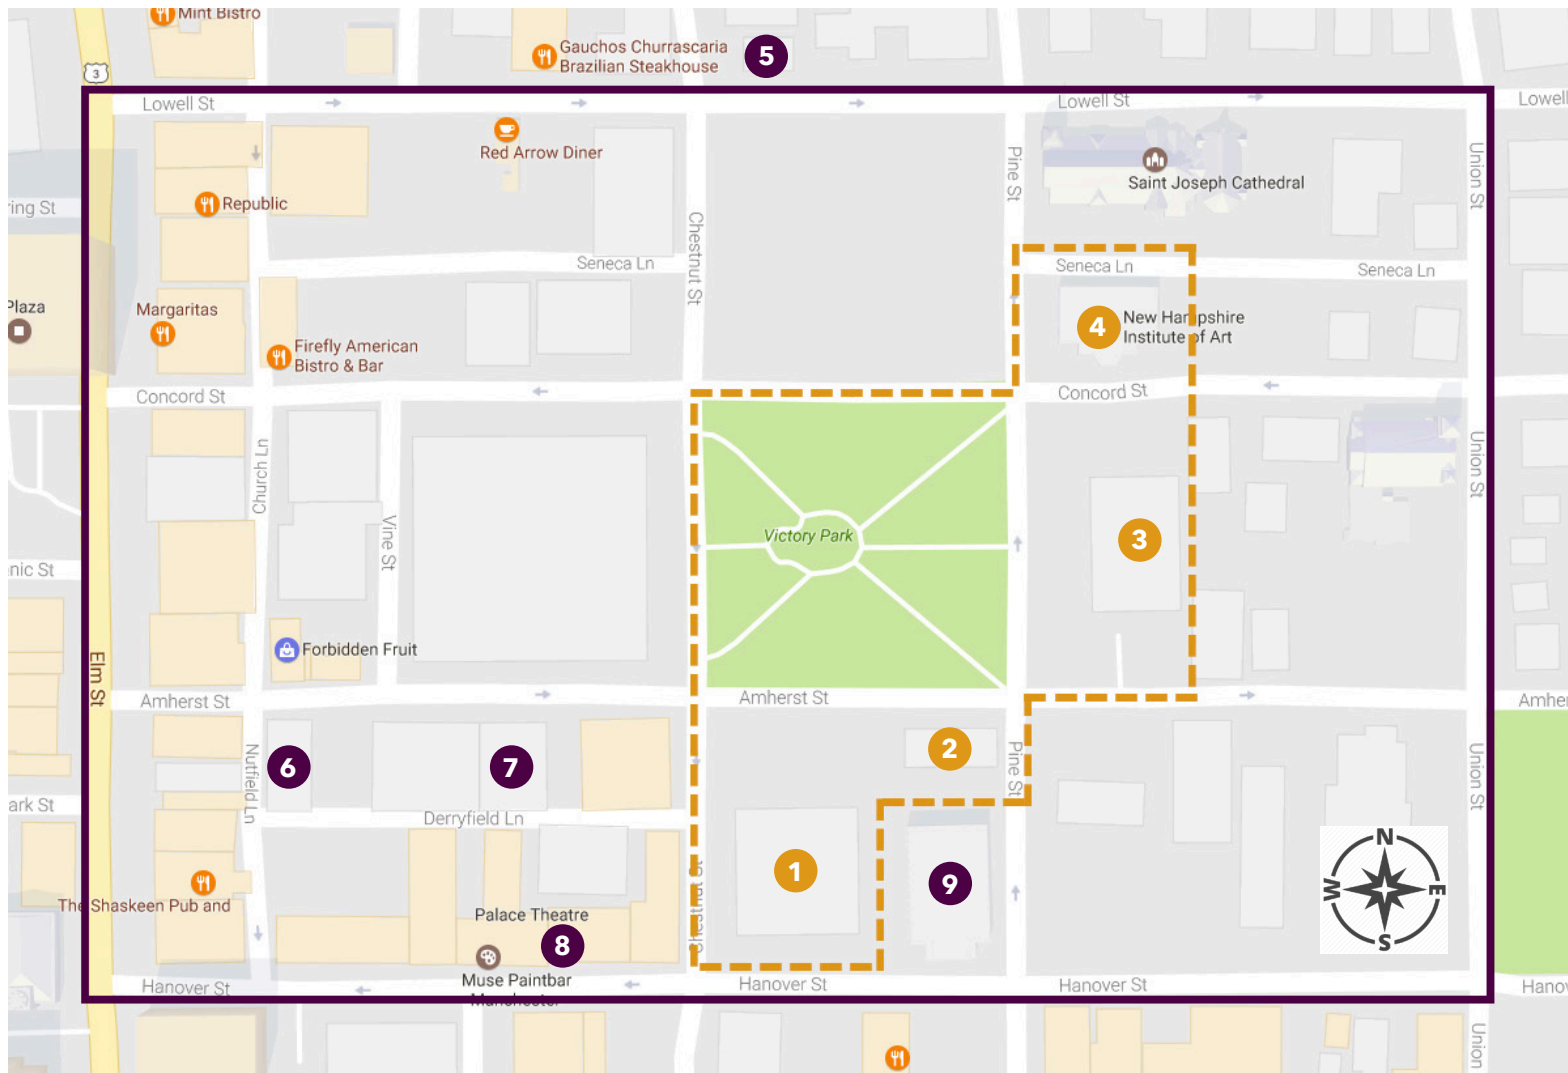 Mint Bistro
Gauchos Churrascaria
Brazilian Steakhouse
5
3
Lowell St
Lowell St
Lowell
Red Arrow Diner
Pine St
Saint Joseph Cathedral
Union St
ring St
Republic
Chestnut St
Seneca Ln
Seneca Ln
Seneca Ln
Plaza
Margaritas
4
New Hampshire
Institute of Art
Firefly American
Bistro & Bar
Concord St
Concord St
Church Ln
Union St
Vine St
Victory Park
3
nic St
Forbidden Fruit
Elm St
Amherst St
Amherst St
Amher
6
7
2
Nutfield Ln
Pine St
Union St
ark St
Derryfield Ln
1
9
N
W
E
S
The Shaskeen Pub and
Palace Theatre
8
Chestnut St
Muse Paintbar
Manchester
Hanover St
Hanover St
Hanover St
Hanov
Union